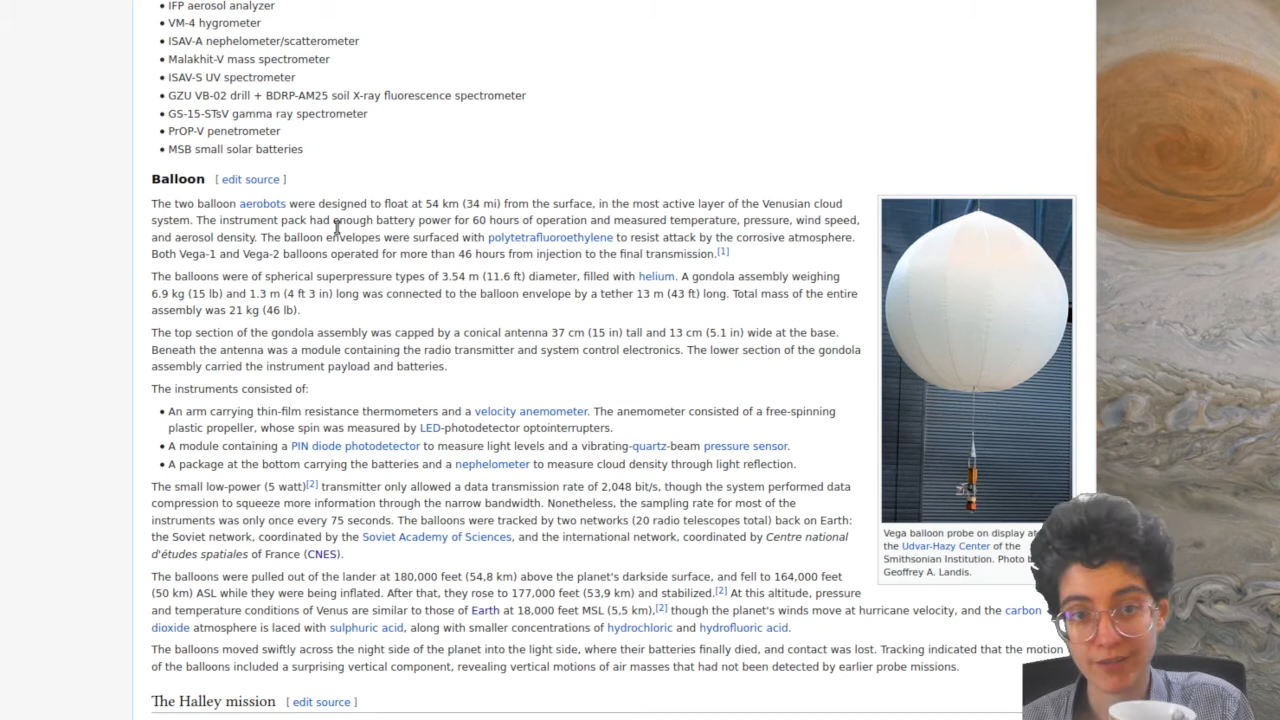 IFP aerosol analyzer
VM-4 hygrometer
ISAV-A nephelometer/scatterometer
Malakhit-V mass spectrometer
ISAV-S UV spectrometer
GZU VB-02 drill + BDRP-AM25 soil X-ray fluorescence spectrometer
GS-15-STsV gamma ray spectrometer
PrOP-V penetrometer
MSB small solar batteries
Balloon [ edit source ]
The two balloon aerobots were designed to float at 54 km (34 mi) from the surface, in the most active layer of the Venusian cloud
system. The instrument pack had enough battery power for 60 hours of operation and measured temperature, pressure, wind speed,
and aerosol density. The balloon envelopes were surfaced with polytetrafluoroethylene to resist attack by the corrosive atmosphere.
Both Vega-1 and Vega-2 balloons operated for more than 46 hours from injection to the final transmission.[1]
The balloons were of spherical superpressure types of 3.54 m (11.6 ft) diameter, filled with helium. A gondola assembly weighing
6.9 kg (15 lb) and 1.3 m (4 ft 3 in) long was connected to the balloon envelope by a tether 13 m (43 ft) long. Total mass of the entire
assembly was 21 kg (46 lb).
The top section of the gondola assembly was capped by a conical antenna 37 cm (15 in) tall and 13 cm (5.1 in) wide at the base.
Beneath the antenna was a module containing the radio transmitter and system control electronics. The lower section of the gondola
assembly carried the instrument payload and batteries.
The instruments consisted of:
An arm carrying thin-film resistance thermometers and a velocity anemometer. The anemometer consisted of a free-spinning
plastic propeller, whose spin was measured by LED-photodetector optointerrupters.
A module containing a PIN diode photodetector to measure light levels and a vibrating-quartz-beam pressure sensor.
A package at the bottom carrying the batteries and a nephelometer to measure cloud density through light reflection.
The small low-power (5 watt)[2] transmitter only allowed a data transmission rate of 2,048 bit/s, though the system performed data
compression to squeeze more information through the narrow bandwidth. Nonetheless, the sampling rate for most of the
instruments was only once every 75 seconds. The balloons were tracked by two networks (20 radio telescopes total) back on Earth:
the Soviet network, coordinated by the Soviet Academy of Sciences, and the international network, coordinated by Centre national
d'études spatiales of France (CNES).
Vega balloon probe on display at
the Udvar-Hazy Center of the
Smithsonian Institution. Photo b
Geoffrey A. Landis.
The balloons were pulled out of the lander at 180,000 feet (54,8 km) above the planet's darkside surface, and fell to 164,000 feet
(50 km) ASL while they were being inflated. After that, they rose to 177,000 feet (53,9 km) and stabilized.[2] At this altitude, pressure
and temperature conditions of Venus are similar to those of Earth at 18,000 feet MSL (5,5 km),[2] though the planet's winds move at hurricane velocity, and the carbon
dioxide atmosphere is laced with sulphuric acid, along with smaller concentrations of hydrochloric and hydrofluoric acid.
The balloons moved swiftly across the night side of the planet into the light side, where their batteries finally died, and contact was lost. Tracking indicated that the motion
of the balloons included a surprising vertical component, revealing vertical motions of air masses that had not been detected by earlier probe missions.
The Halley mission [ edit source ]